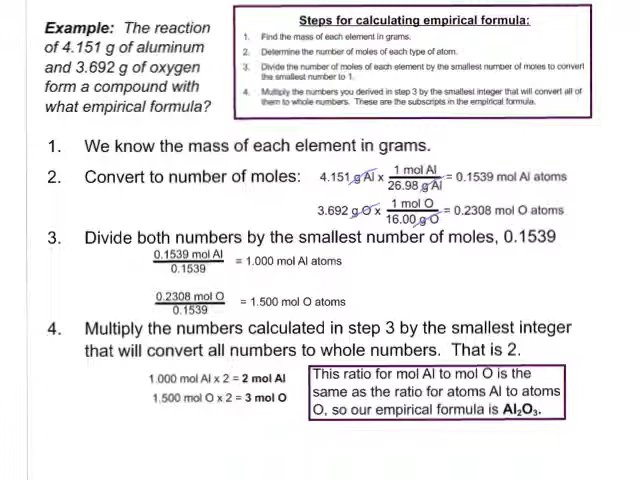 Example: The reaction
of 4.151 g of aluminum
and 3.692 g of oxygen
form a compound with
what empirical formula?
Steps for calculating empirical formula:
1. Find the mass of each element in grams.
2. Determine the number of moles of each type of atom.
3. Divide the number of moles of each element by the smallest number of moles to convert
the smallest number to 1.
4. Multiply the numbers you derived in step 3 by the smallest integer that will convert all of
them to whole numbers. These are the subscripts in the empirical formula.
1. We know the mass of each element in grams.
2. Convert to number of moles:
4.151 g Al x 1 mol Al / 26.98 g Al = 0.1539 mol Al atoms
3.692 g O x 1 mol O / 16.00 g O = 0.2308 mol O atoms
3. Divide both numbers by the smallest number of moles, 0.1539
0.1539 mol Al / 0.1539 = 1.000 mol Al atoms
0.2308 mol O / 0.1539 = 1.500 mol O atoms
4. Multiply the numbers calculated in step 3 by the smallest integer
that will convert all numbers to whole numbers. That is 2.
1.000 mol Al x 2 = 2 mol Al
1.500 mol O x 2 = 3 mol O
This ratio for mol Al to mol O is the
same as the ratio for atoms Al to atoms
O, so our empirical formula is Al₂O₃.